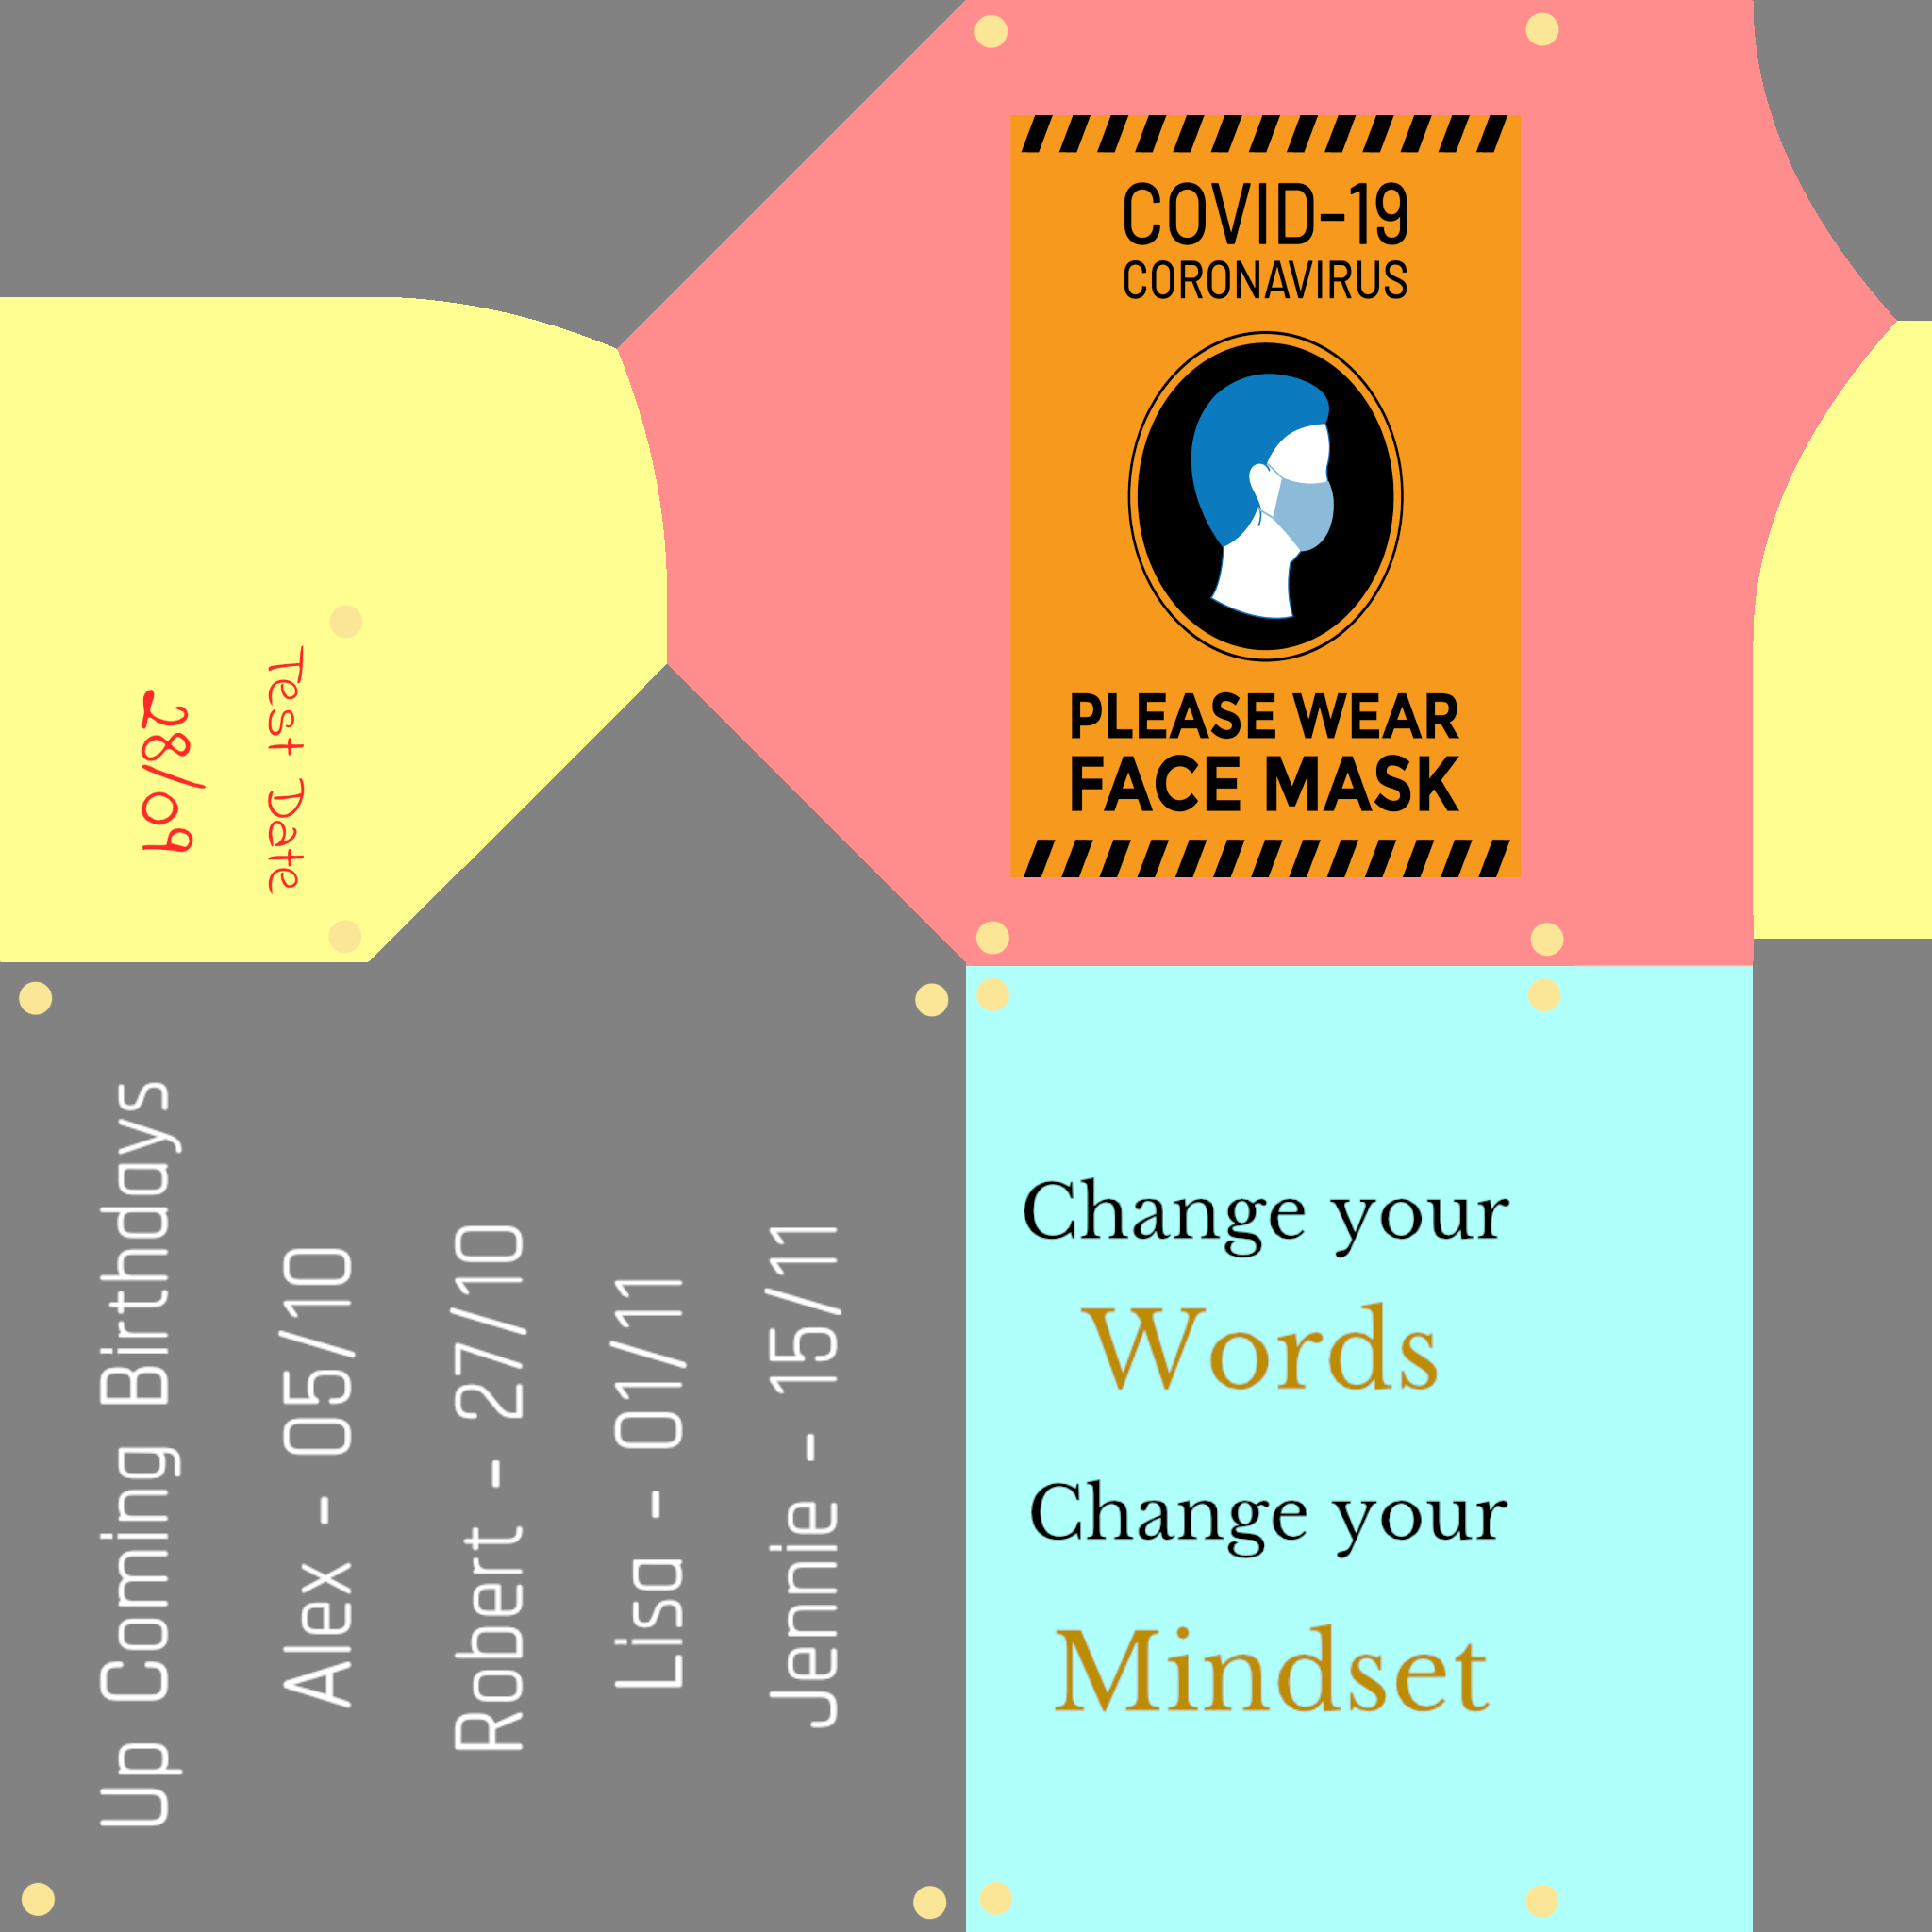 COVID-19
CORONAVIRUS
PLEASE WEAR
FACE MASK
Test Date
28/09
Up Coming Birthdays
Alex - 05/10
Robert - 27/10
Lisa - 01/11
Jennie - 15/11
Change your
Words
Change your
Mindset